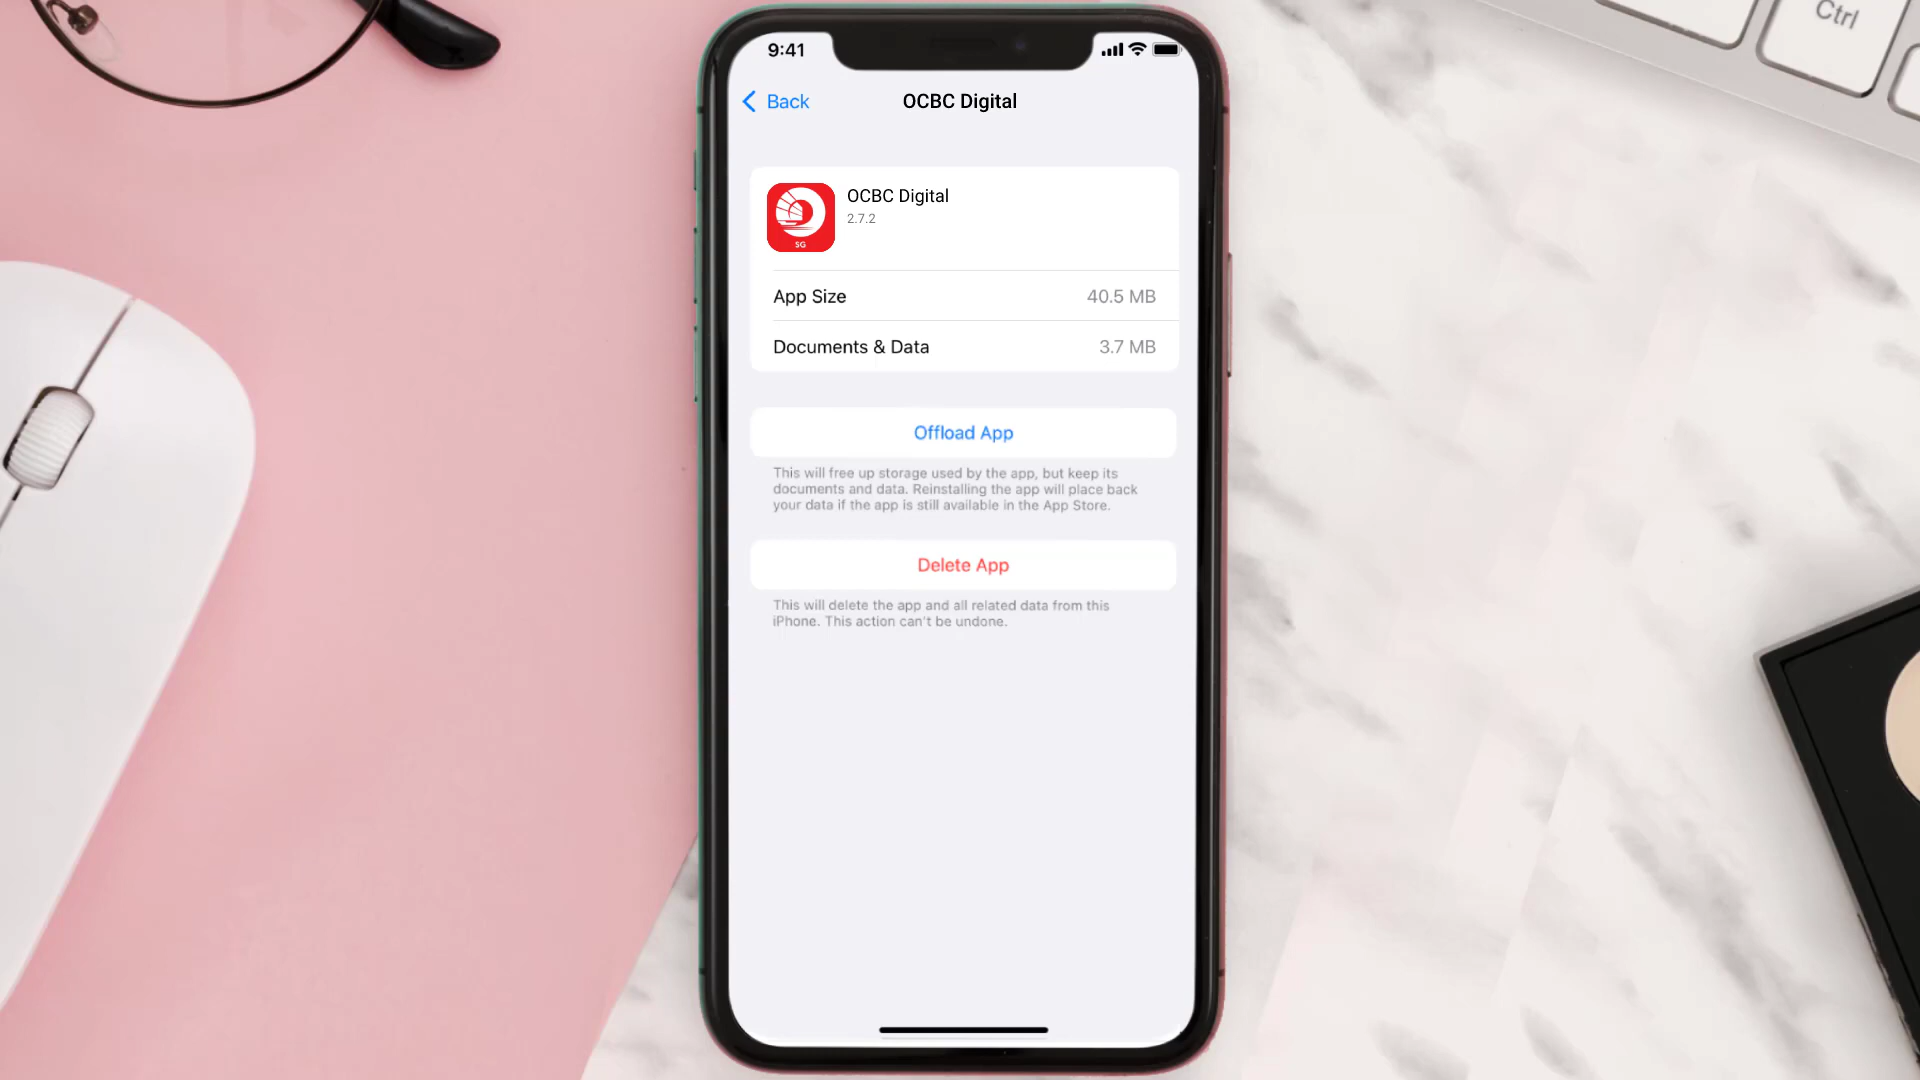 Ctrl
9:41
Back
OCBC Digital
OCBC Digital
2.7.2
SG
App Size 40.5 MB
Documents & Data 3.7 MB
Offload App
This will free up storage used by the app, but keep its
documents and data. Reinstalling the app will place back
your data if the app is still available in the App Store.
Delete App
This will delete the app and all related data from this
iPhone. This action can't be undone.